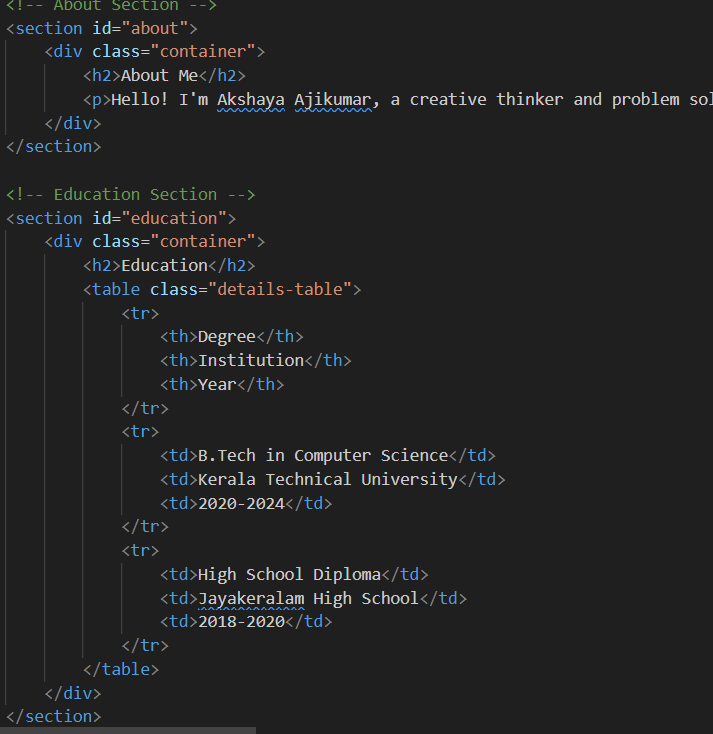 <!-- About Section -->
<section id="about">
    <div class="container">
        <h2>About Me</h2>
        <p>Hello! I'm Akshaya Ajikumar, a creative thinker and problem sol
    </div>
</section>

<!-- Education Section -->
<section id="education">
    <div class="container">
        <h2>Education</h2>
        <table class="details-table">
            <tr>
                <th>Degree</th>
                <th>Institution</th>
                <th>Year</th>
            </tr>
            <tr>
                <td>B.Tech in Computer Science</td>
                <td>Kerala Technical University</td>
                <td>2020-2024</td>
            </tr>
            <tr>
                <td>High School Diploma</td>
                <td>Jayakeralam High School</td>
                <td>2018-2020</td>
            </tr>
        </table>
    </div>
</section>